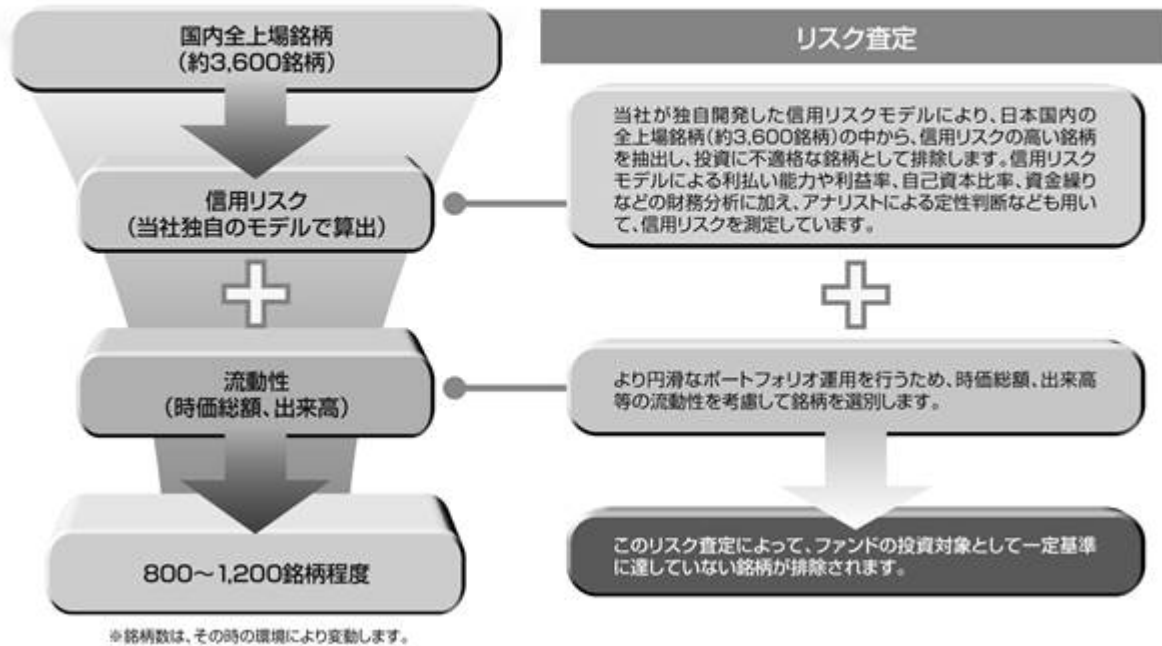 国内全上場銘柄
(約3,600銘柄)
信用リスク
(当社独自のモデルで算出)
流動性
(時価総額、出来高)
800～1,200銘柄程度
※銘柄数は、その時の環境により変動します。
リスク査定
当社が独自開発した信用リスクモデルにより、日本国内の
全上場銘柄(約3,600銘柄)の中から、信用リスクの高い銘柄
を抽出し、投資に不適格な銘柄として排除します。信用リスク
モデルによる利払い能力や利益率、自己資本比率、資金繰り
などの財務分析に加え、アナリストによる定性判断なども用い
て、信用リスクを測定しています。
より円滑なポートフォリオ運用を行うため、時価総額、出来高
等の流動性を考慮して銘柄を選別します。
このリスク査定によって、ファンドの投資対象として一定基準
に達していない銘柄が排除されます。